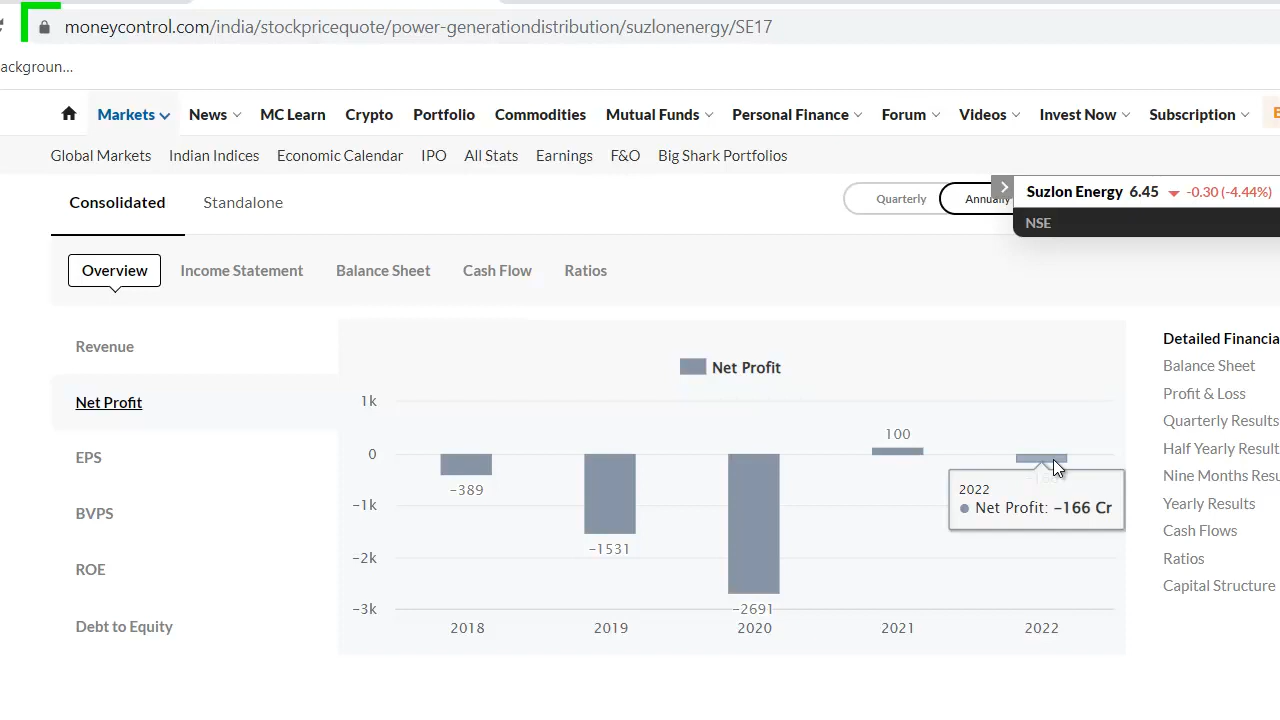 moneycontrol.com/india/stockpricequote/power-generationdistribution/suzlonenergy/SE17
ackgroun...
Markets News MC Learn Crypto Portfolio Commodities Mutual Funds Personal Finance Forum Videos Invest Now Subscription
Global Markets Indian Indices Economic Calendar IPO All Stats Earnings F&O Big Shark Portfolios
Consolidated Standalone Quarterly Annually
Suzlon Energy 6.45 -0.30 (-4.44%)
NSE
Overview Income Statement Balance Sheet Cash Flow Ratios
Revenue
Net Profit
EPS
BVPS
ROE
Debt to Equity
Net Profit
1k
0
-1k
-2k
-3k
-389
-1531
-2691
100
2022
Net Profit: -166 Cr
2018 2019 2020 2021 2022
Detailed Financia
Balance Sheet
Profit & Loss
Quarterly Results
Half Yearly Result
Nine Months Resu
Yearly Results
Cash Flows
Ratios
Capital Structure